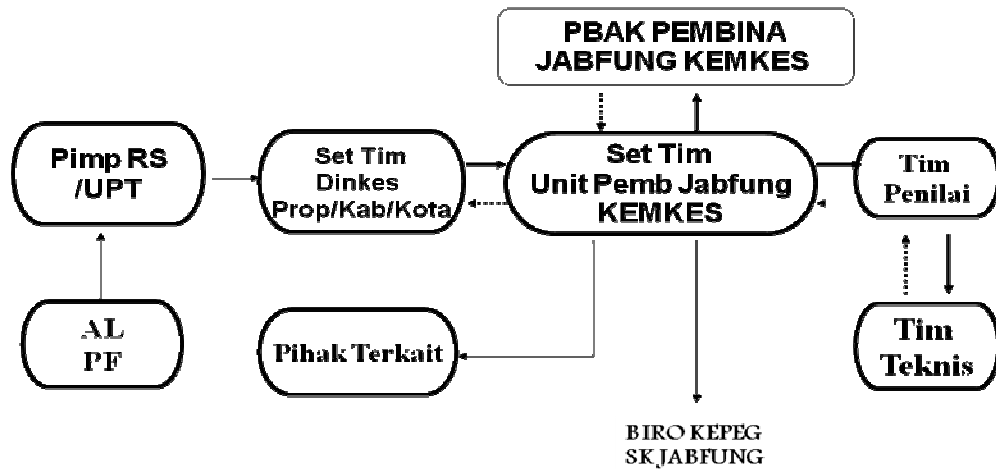 PBAK PEMBINA
JABFUNG KEMKES
Pimp RS
/UPT
Set Tim
Dinkes
Prop/Kab/Kota
Set Tim
Unit Pemb Jabfung
KEMKES
Tim
Penilai
AL
PF
Pihak Terkait
Tim
Teknis
BIRO KEPEG
SK JABFUNG